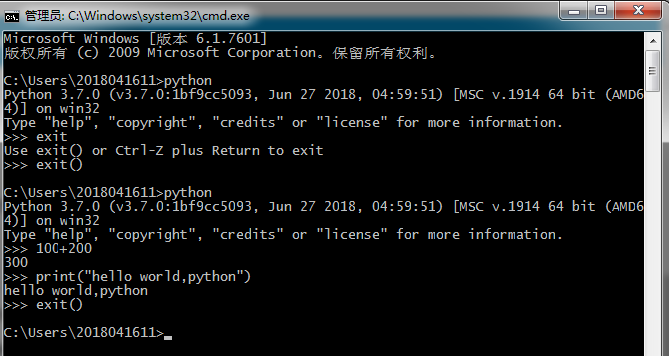 管理员: C:\Windows\system32\cmd.exe
Microsoft Windows [版本 6.1.7601]
版权所有 (c) 2009 Microsoft Corporation。保留所有权利。
C:\Users\2018041611>python
Python 3.7.0 (v3.7.0:1bf9cc5093, Jun 27 2018, 04:59:51) [MSC v.1914 64 bit (AMD6
4)] on win32
Type "help", "copyright", "credits" or "license" for more information.
>>> exit
Use exit() or Ctrl-Z plus Return to exit
>>> exit()
C:\Users\2018041611>python
Python 3.7.0 (v3.7.0:1bf9cc5093, Jun 27 2018, 04:59:51) [MSC v.1914 64 bit (AMD6
4)] on win32
Type "help", "copyright", "credits" or "license" for more information.
>>> 100+200
300
>>> print("hello world,python")
hello world,python
>>> exit()
C:\Users\2018041611>